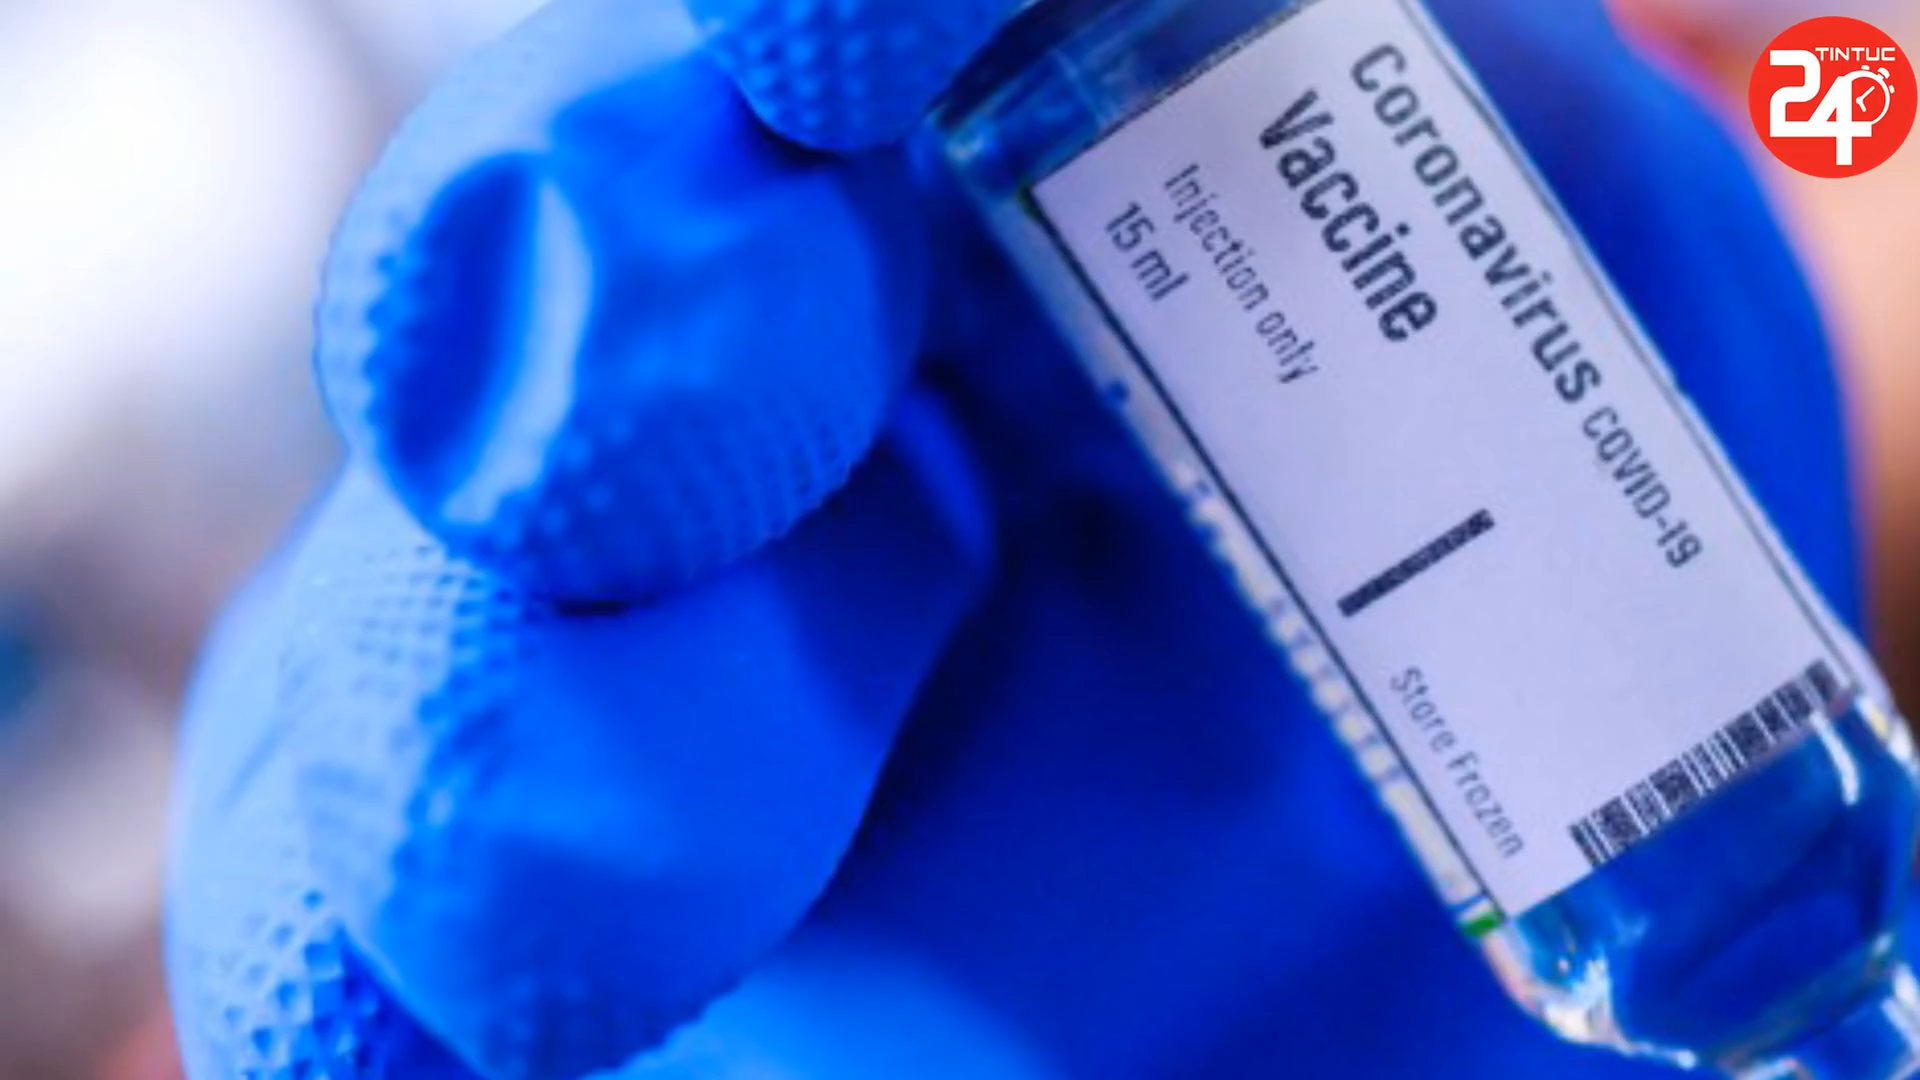 Coronavirus COVID-19
Vaccine
Injection only
15 ml
Store Frozen
TINTUC
24